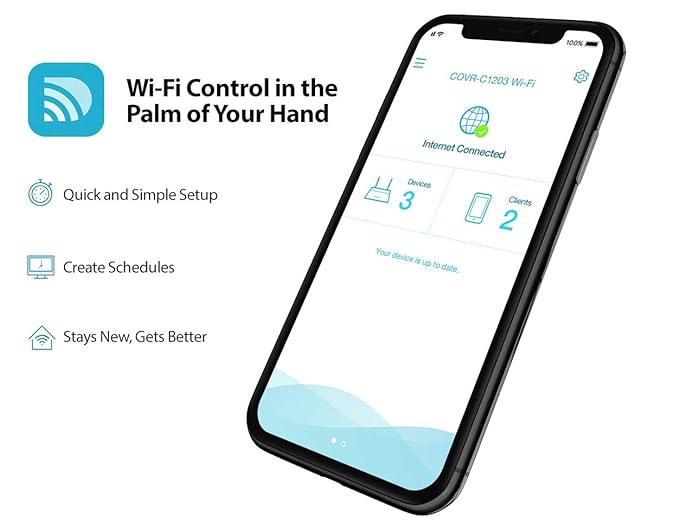 Wi-Fi Control in the
Palm of Your Hand
Quick and Simple Setup
Create Schedules
Stays New, Gets Better
100%
COVR-C1203 Wi-Fi
Internet Connected
Devices
3
Clients
2
Your device is up to date.